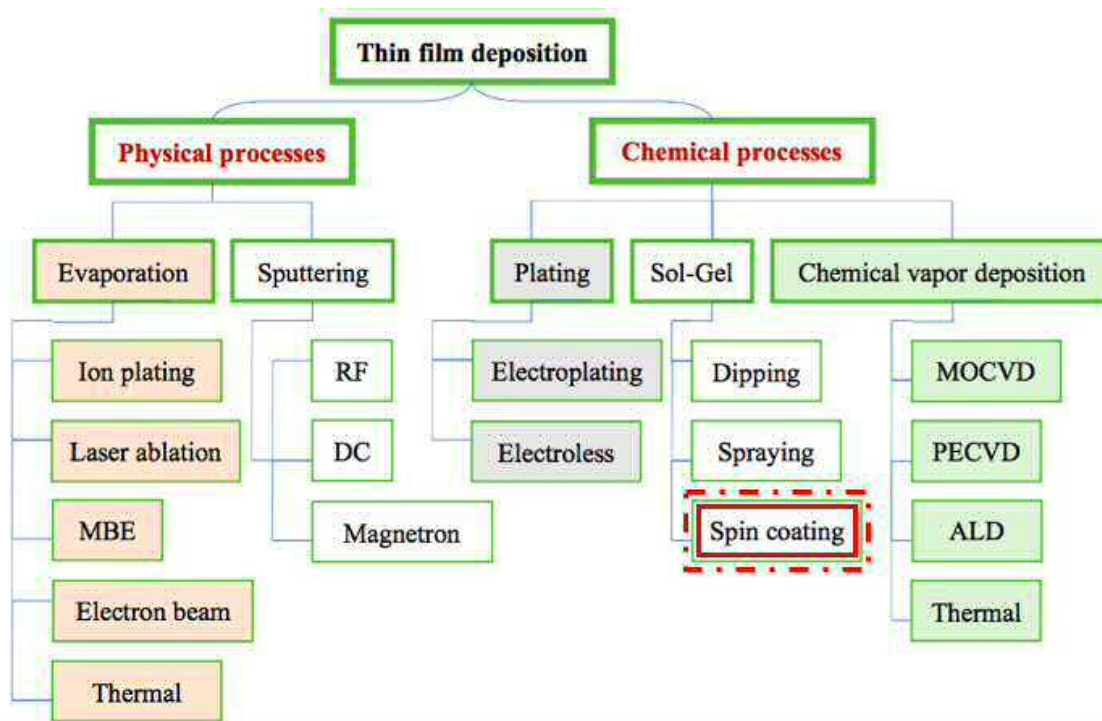 Thin film deposition
Physical processes
Chemical processes
Evaporation
Sputtering
Plating
Sol-Gel
Chemical vapor deposition
Ion plating
Laser ablation
MBE
Electron beam
Thermal
RF
DC
Magnetron
Electroplating
Electroless
Dipping
Spraying
Spin coating
MOCVD
PECVD
ALD
Thermal